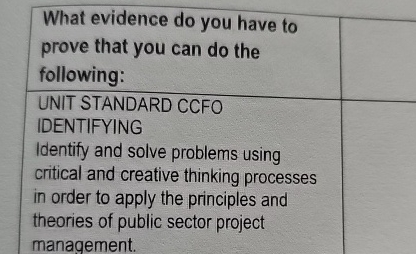 What evidence do you have to
prove that you can do the
following:
UNIT STANDARD CCFO
IDENTIFYING
Identify and solve problems using
critical and creative thinking processes
in order to apply the principles and
theories of public sector project
management.